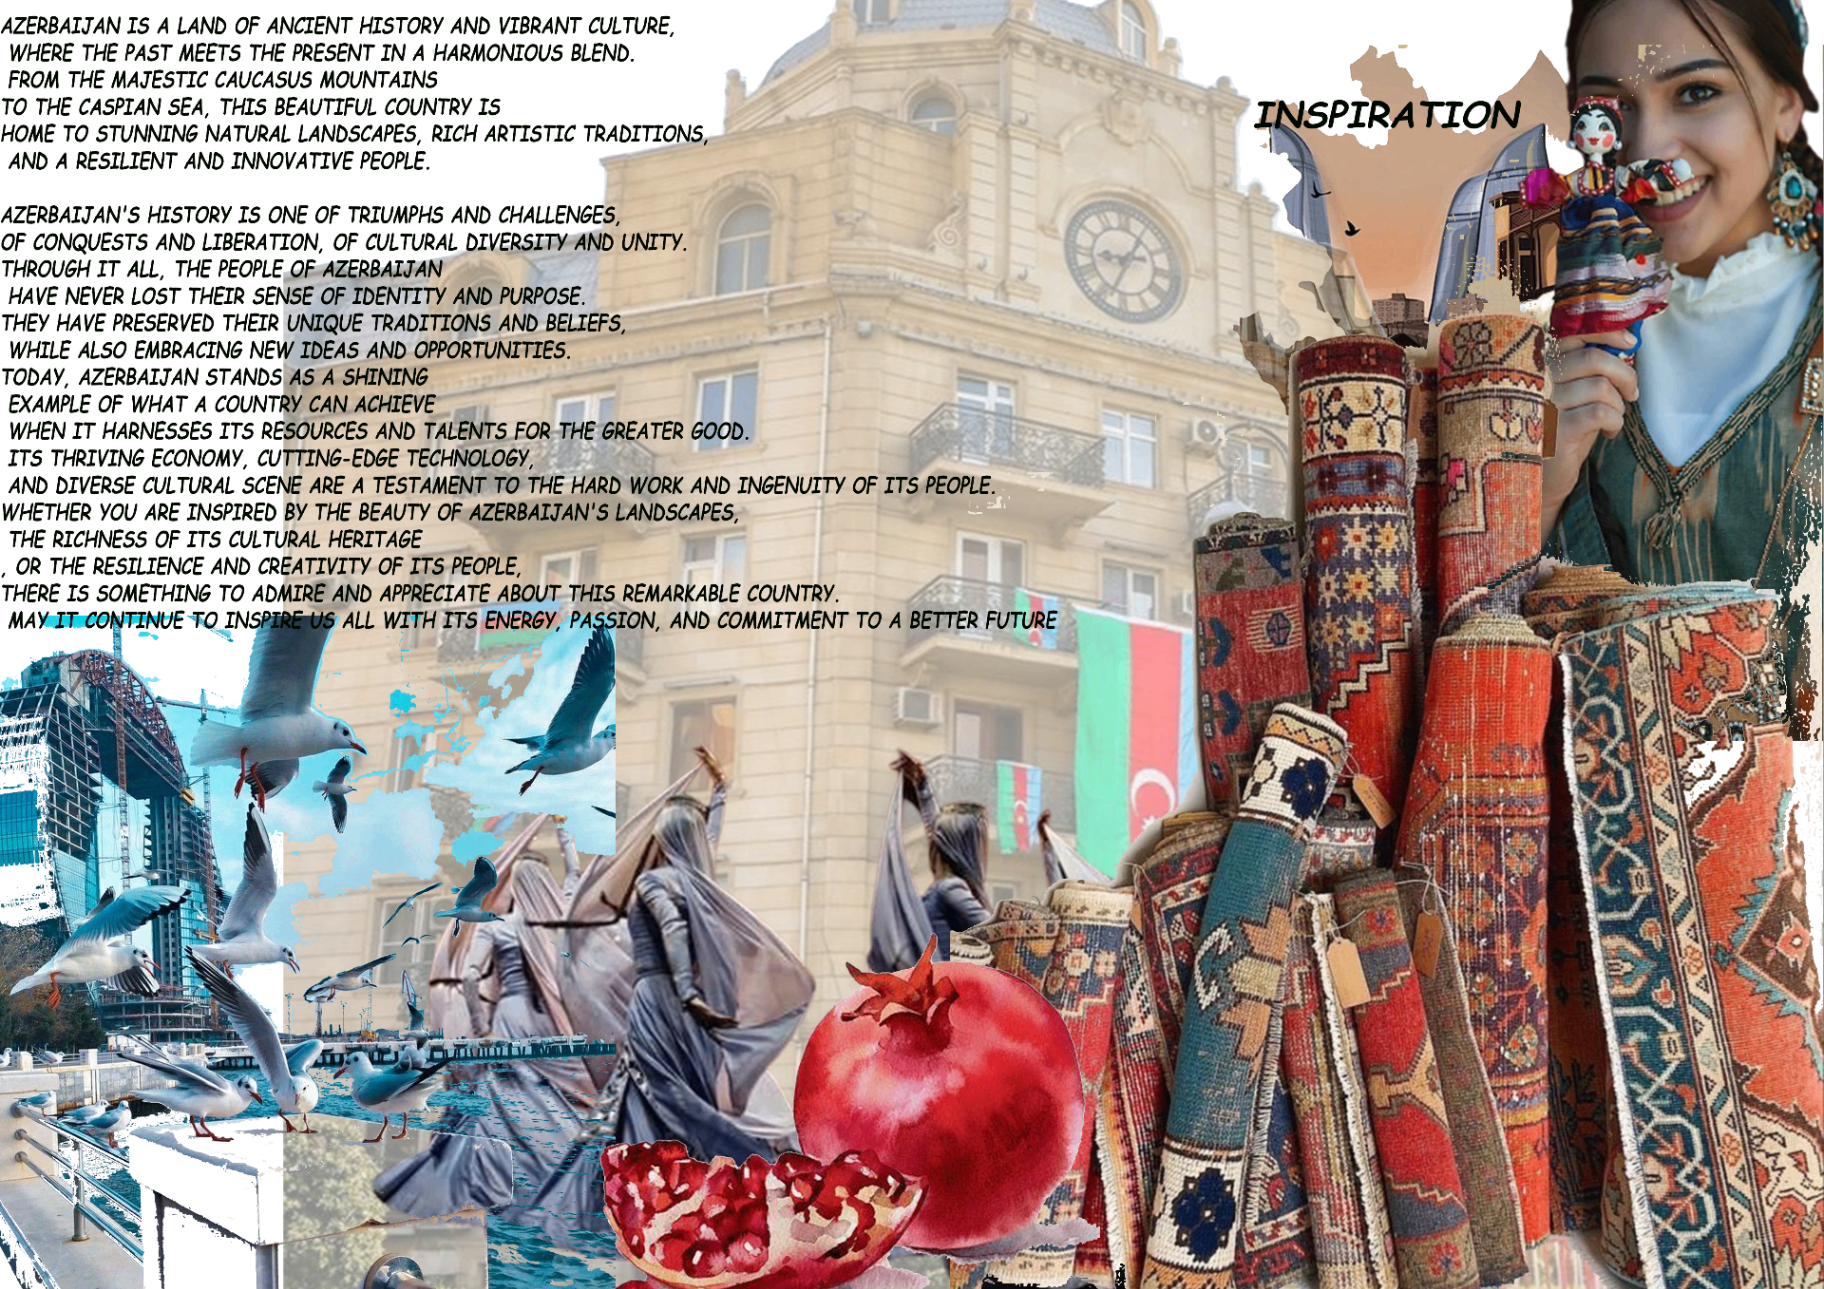 AZERBAIJAN IS A LAND OF ANCIENT HISTORY AND VIBRANT CULTURE,
WHERE THE PAST MEETS THE PRESENT IN A HARMONIOUS BLEND.
FROM THE MAJESTIC CAUCASUS MOUNTAINS
TO THE CASPIAN SEA, THIS BEAUTIFUL COUNTRY IS
HOME TO STUNNING NATURAL LANDSCAPES, RICH ARTISTIC TRADITIONS,
AND A RESILIENT AND INNOVATIVE PEOPLE.
AZERBAIJAN'S HISTORY IS ONE OF TRIUMPHS AND CHALLENGES,
OF CONQUESTS AND LIBERATION, OF CULTURAL DIVERSITY AND UNITY.
THROUGH IT ALL, THE PEOPLE OF AZERBAIJAN
HAVE NEVER LOST THEIR SENSE OF IDENTITY AND PURPOSE.
THEY HAVE PRESERVED THEIR UNIQUE TRADITIONS AND BELIEFS,
WHILE ALSO EMBRACING NEW IDEAS AND OPPORTUNITIES.
TODAY, AZERBAIJAN STANDS AS A SHINING
EXAMPLE OF WHAT A COUNTRY CAN ACHIEVE
WHEN IT HARNESSES ITS RESOURCES AND TALENTS FOR THE GREATER GOOD.
ITS THRIVING ECONOMY, CUTTING-EDGE TECHNOLOGY,
AND DIVERSE CULTURAL SCENE ARE A TESTAMENT TO THE HARD WORK AND INGENUITY OF ITS PEOPLE.
WHETHER YOU ARE INSPIRED BY THE BEAUTY OF AZERBAIJAN'S LANDSCAPES,
THE RICHNESS OF ITS CULTURAL HERITAGE
, OR THE RESILIENCE AND CREATIVITY OF ITS PEOPLE,
THERE IS SOMETHING TO ADMIRE AND APPRECIATE ABOUT THIS REMARKABLE COUNTRY.
MAY IT CONTINUE TO INSPIRE US ALL WITH ITS ENERGY, PASSION, AND COMMITMENT TO A BETTER FUTURE
INSPIRATION